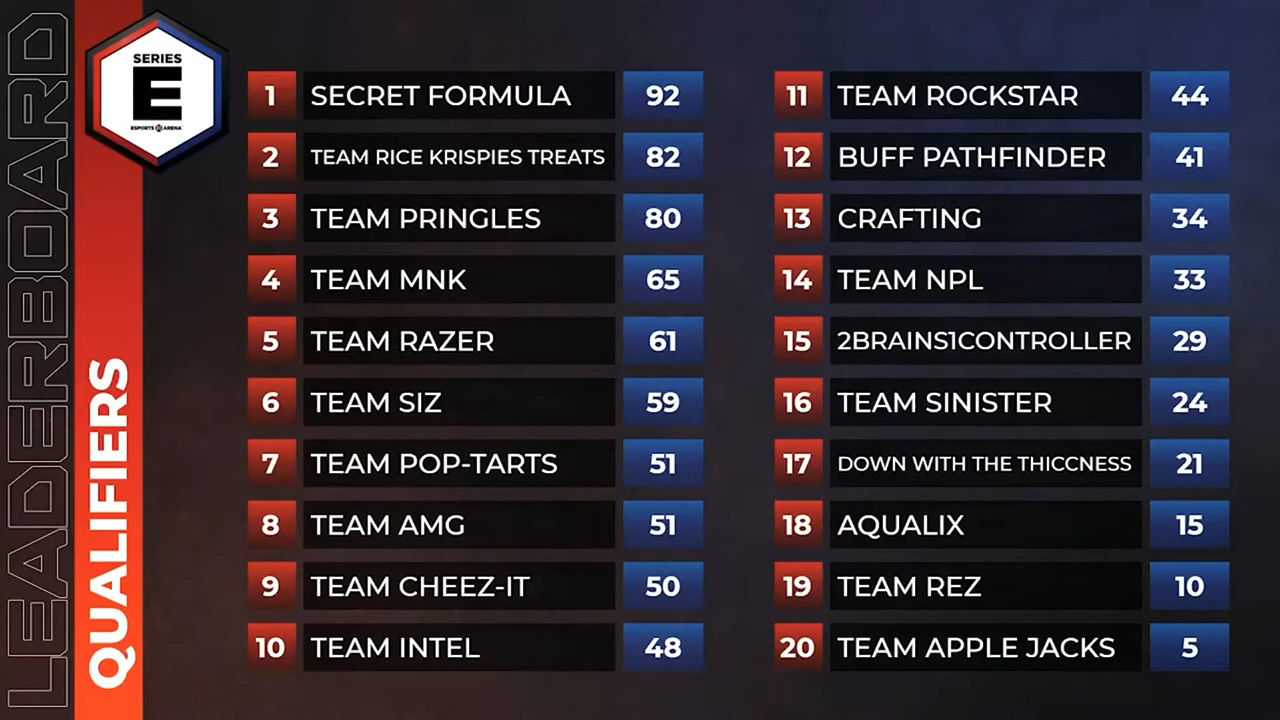 LEADERBOARD
QUALIFIERS
SERIES
E
ESPORTS ARENA
1 SECRET FORMULA 92
2 TEAM RICE KRISPIES TREATS 82
3 TEAM PRINGLES 80
4 TEAM MNK 65
5 TEAM RAZER 61
6 TEAM SIZ 59
7 TEAM POP-TARTS 51
8 TEAM AMG 51
9 TEAM CHEEZ-IT 50
10 TEAM INTEL 48
11 TEAM ROCKSTAR 44
12 BUFF PATHFINDER 41
13 CRAFTING 34
14 TEAM NPL 33
15 2BRAINS1CONTROLLER 29
16 TEAM SINISTER 24
17 DOWN WITH THE THICCNESS 21
18 AQUALIX 15
19 TEAM REZ 10
20 TEAM APPLE JACKS 5